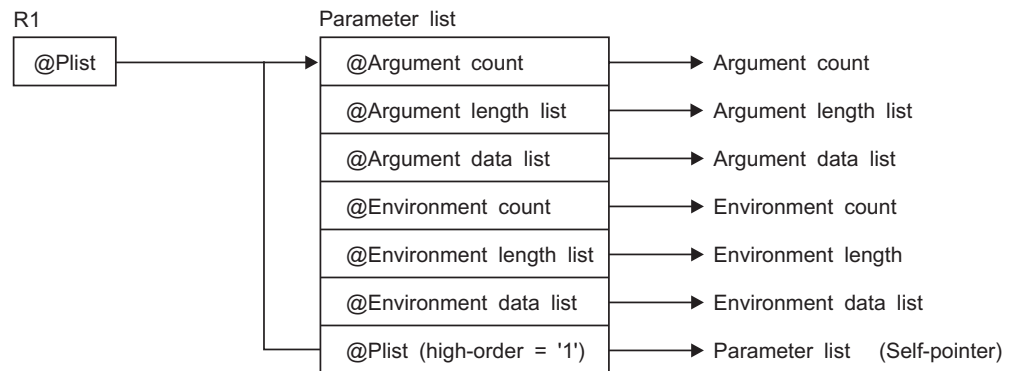 R1 Parameter list
@Plist @Argument count Argument count
@Argument length list Argument length list
@Argument data list Argument data list
@Environment count Environment count
@Environment length list Environment length
@Environment data list Environment data list
@Plist (high-order = '1') Parameter list (Self-pointer)